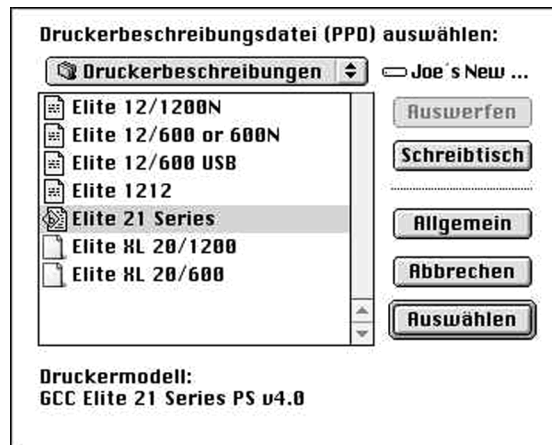 Druckerbeschreibungsdatei (PPD) auswählen:
Druckerbeschreibungen
Joe´s New ...
Elite 12/1200N
Elite 12/600 or 600N
Elite 12/600 USB
Elite 1212
Elite 21 Series
Elite XL 20/1200
Elite XL 20/600
Auswerfen
Schreibtisch
Allgemein
Abbrechen
Auswählen
Druckermodell:
GCC Elite 21 Series PS v4.0